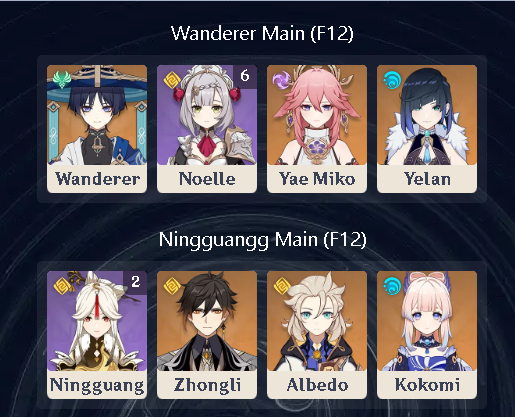 Wanderer Main (F12)
6
Wanderer Noelle Yae Miko Yelan
Ningguangg Main (F12)
2
Ningguang Zhongli Albedo Kokomi